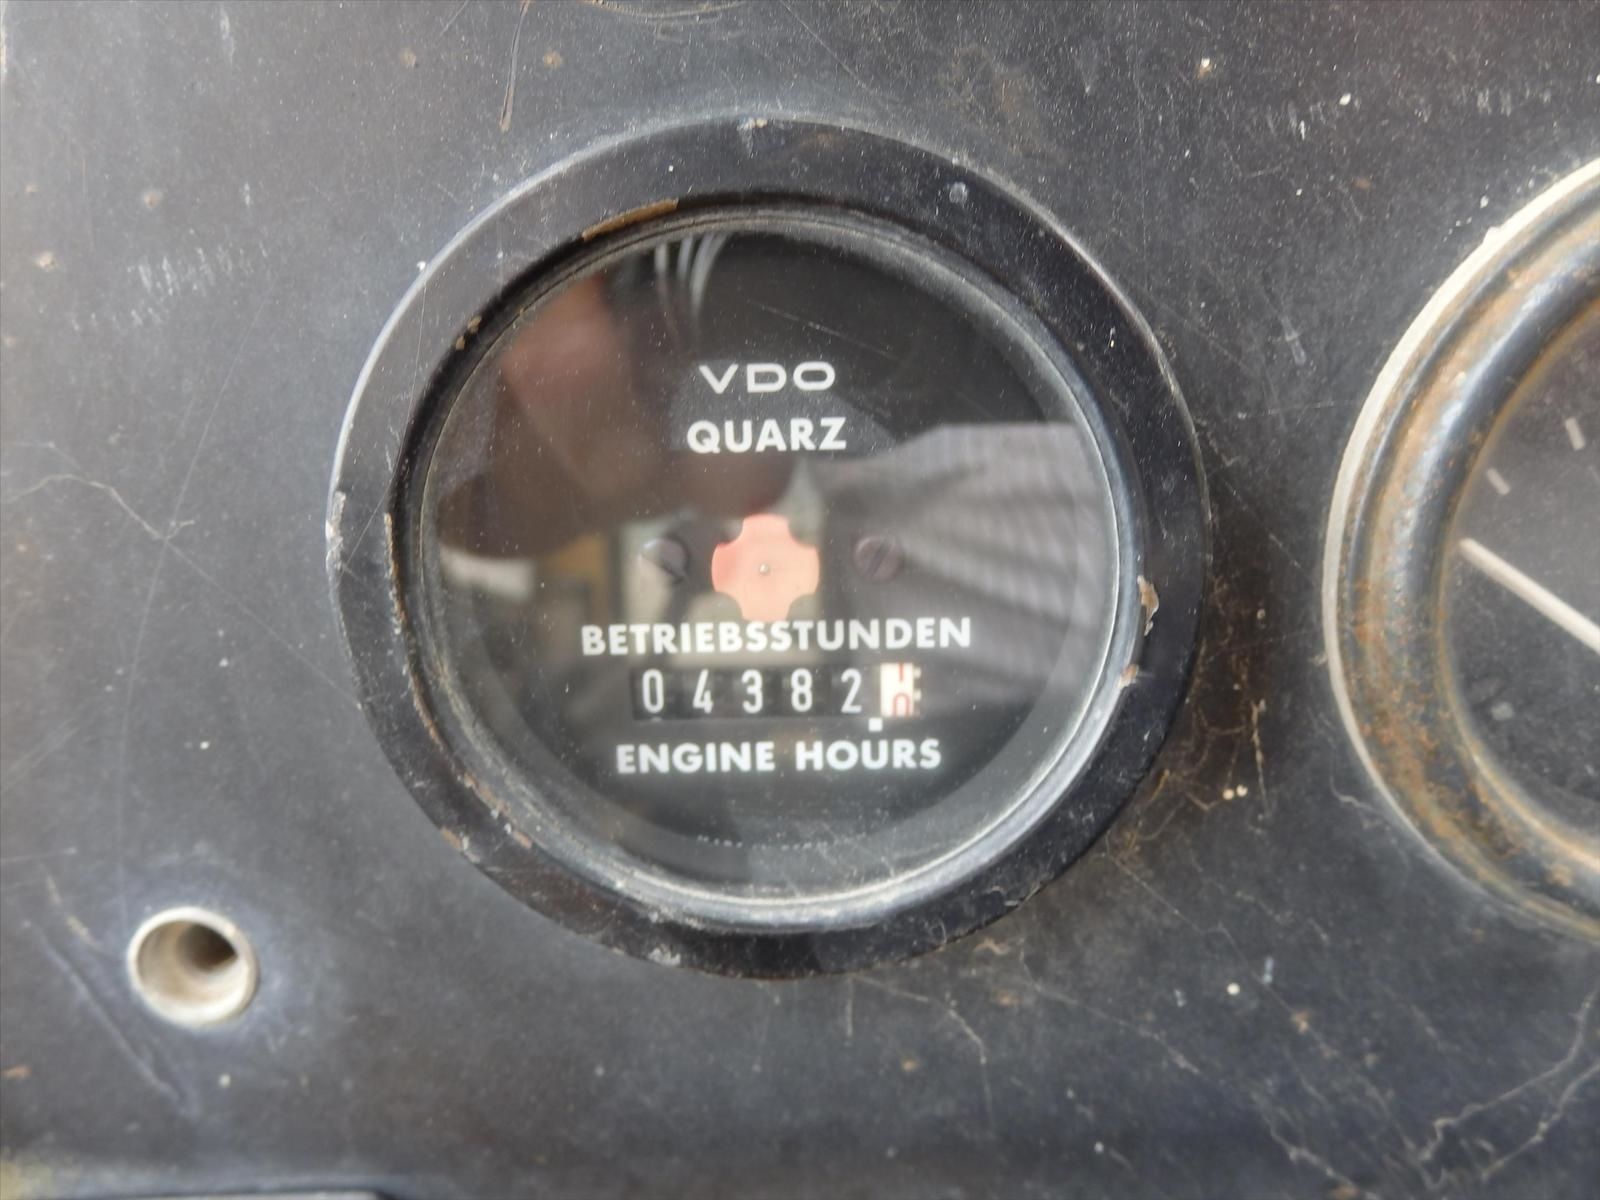 VDO
QUARZ
BETRIEBSSTUNDEN
04382
ENGINE HOURS